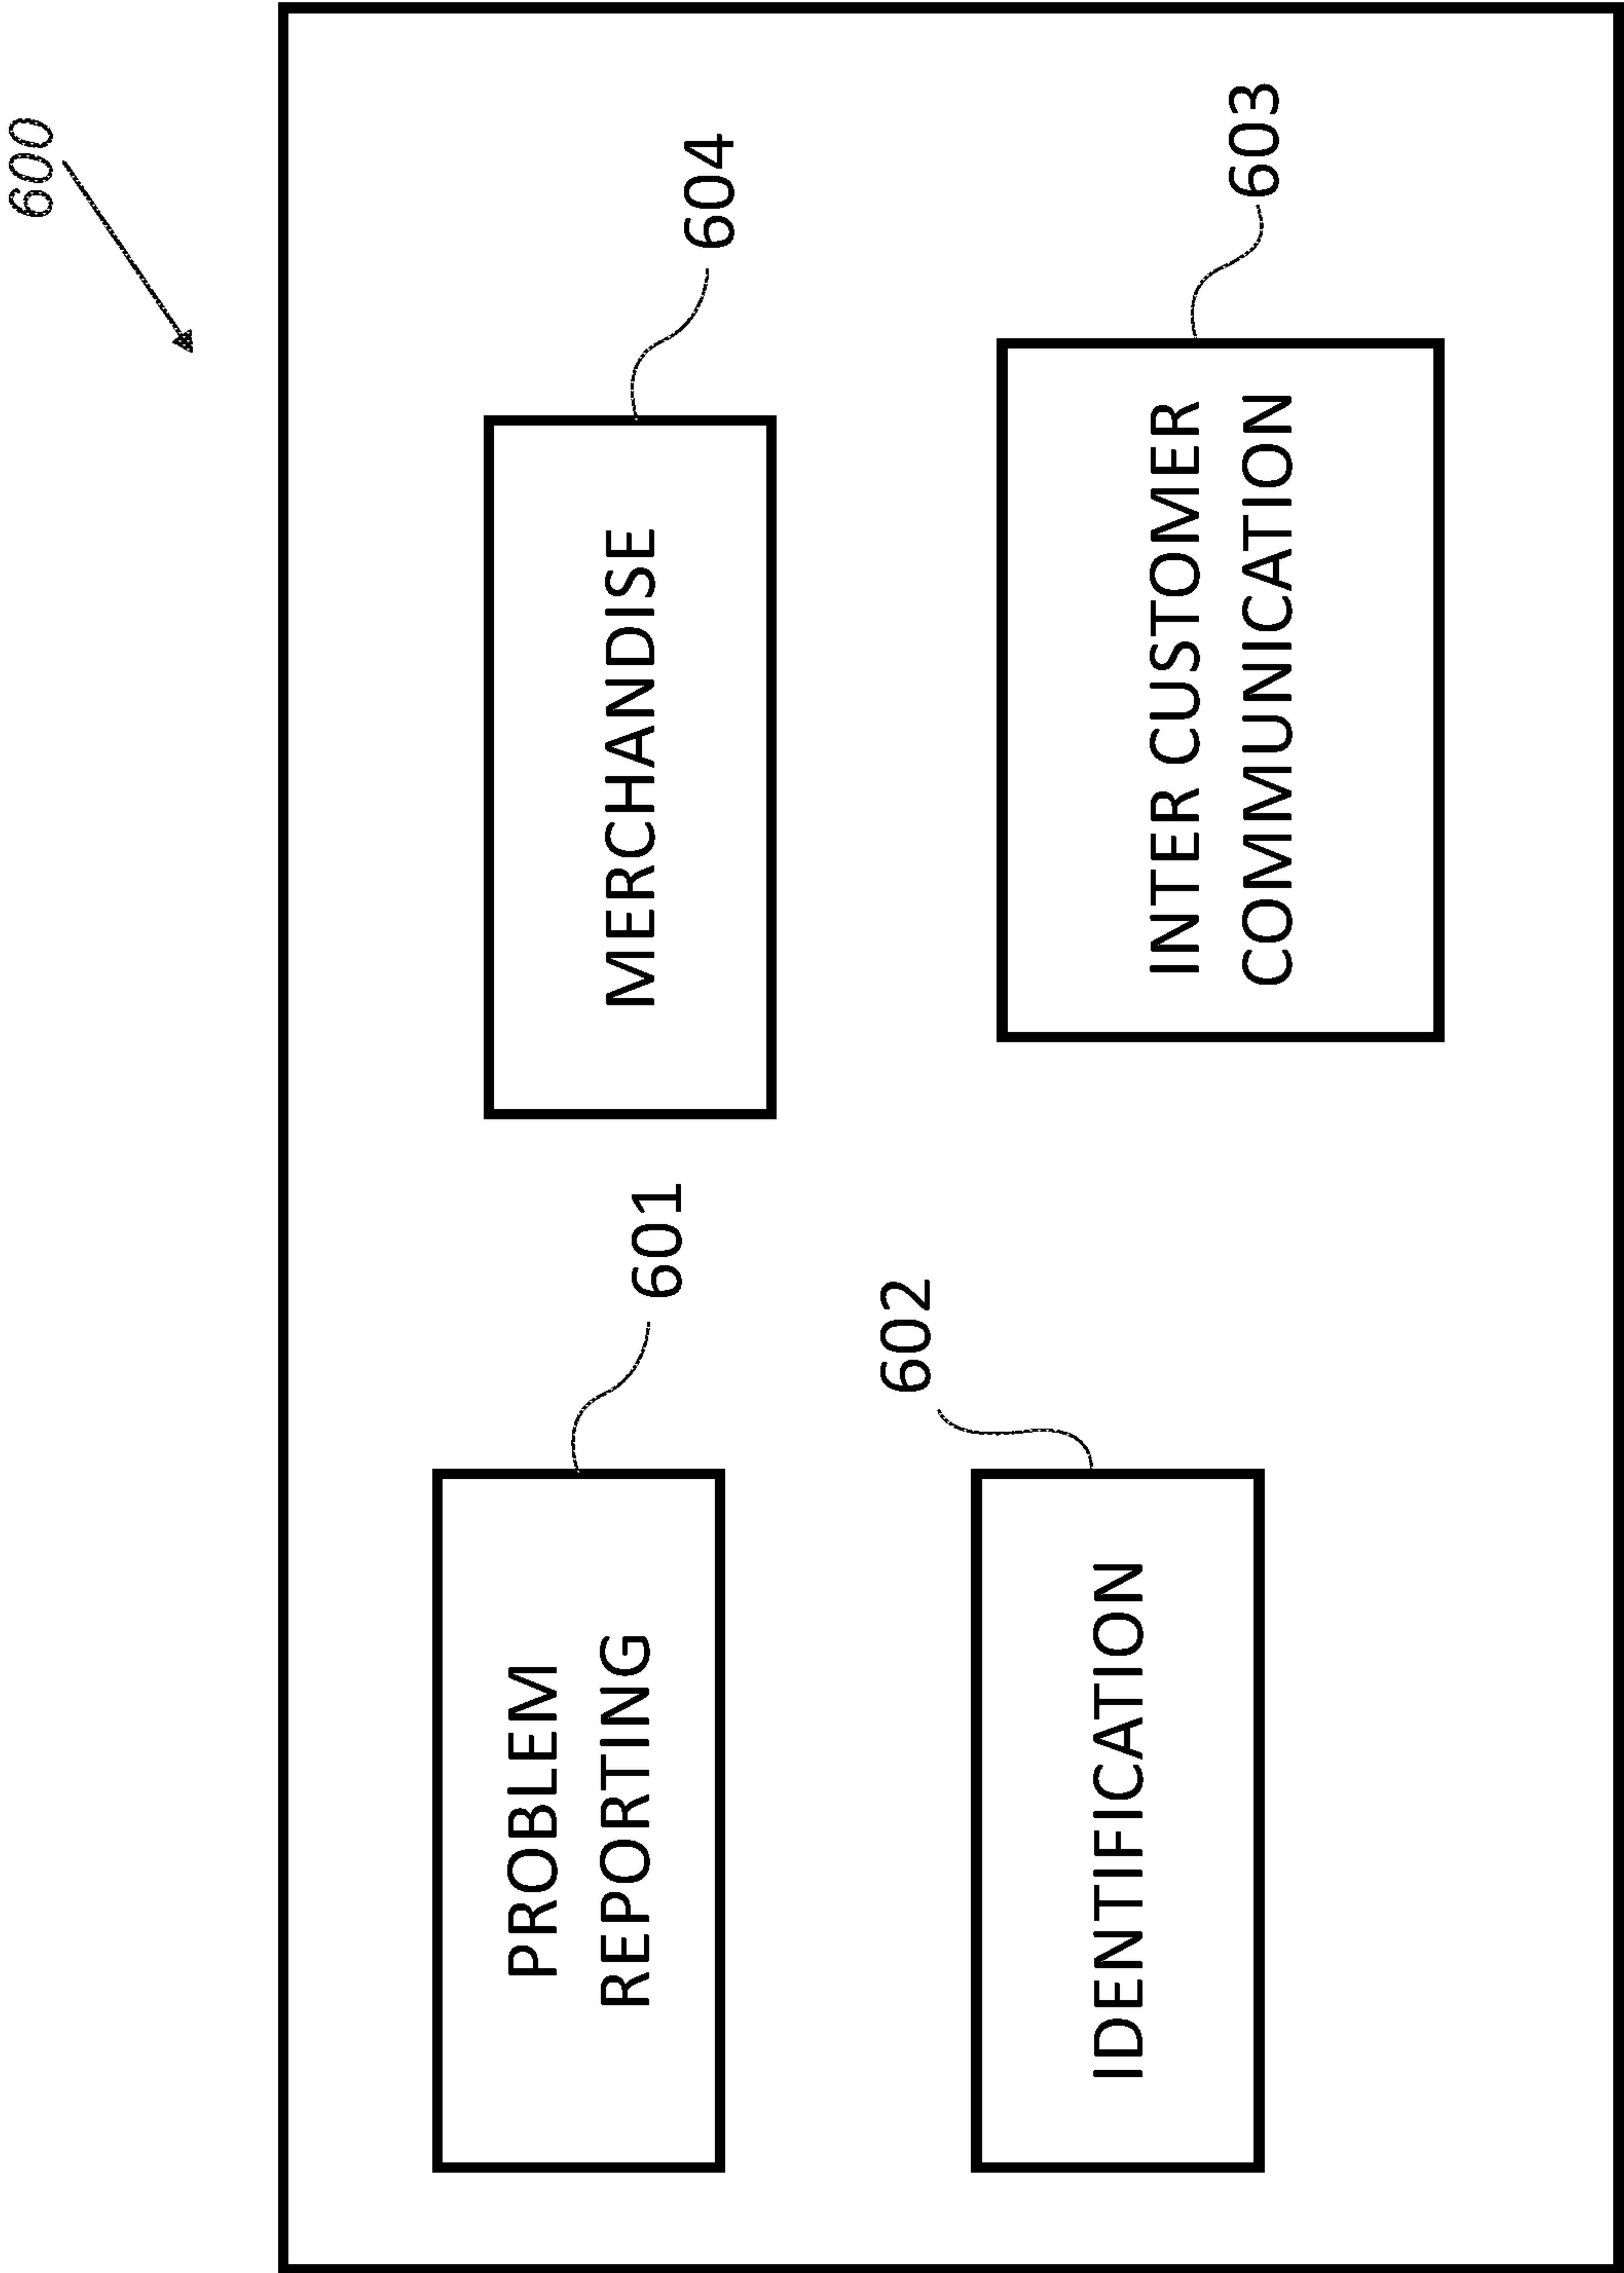 600
PROBLEM
REPORTING
601
MERCHANDISE
604
IDENTIFICATION
602
INTER CUSTOMER
COMMUNICATION
603